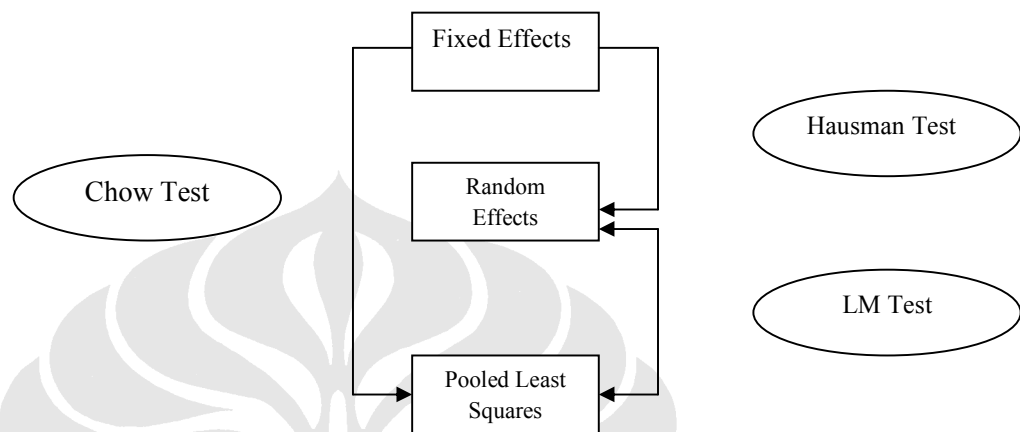 Fixed Effects
Hausman Test
Chow Test
Random
Effects
LM Test
Pooled Least
Squares